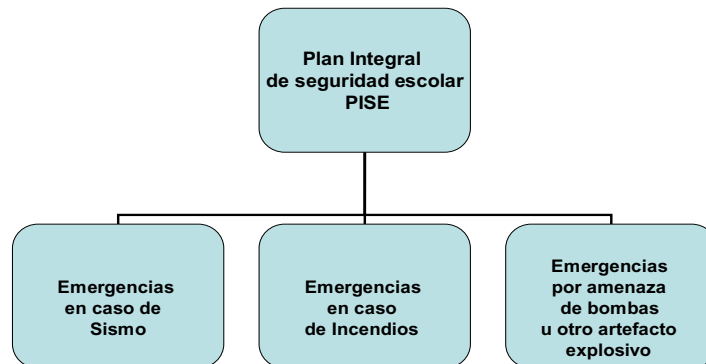 Plan Integral
de seguridad escolar
PISE
Emergencias
en caso de
Sismo
Emergencias
en caso
de Incendios
Emergencias
por amenaza
de bombas
u otro artefacto
explosivo